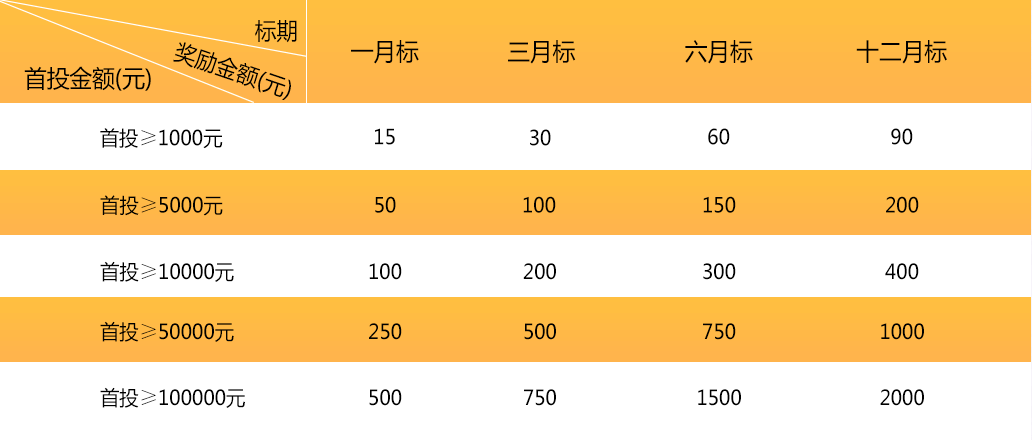 标期
奖励金额(元)
首投金额(元)
一月标 三月标 六月标 十二月标
首投≥1000元 15 30 60 90
首投≥5000元 50 100 150 200
首投≥10000元 100 200 300 400
首投≥50000元 250 500 750 1000
首投≥100000元 500 750 1500 2000